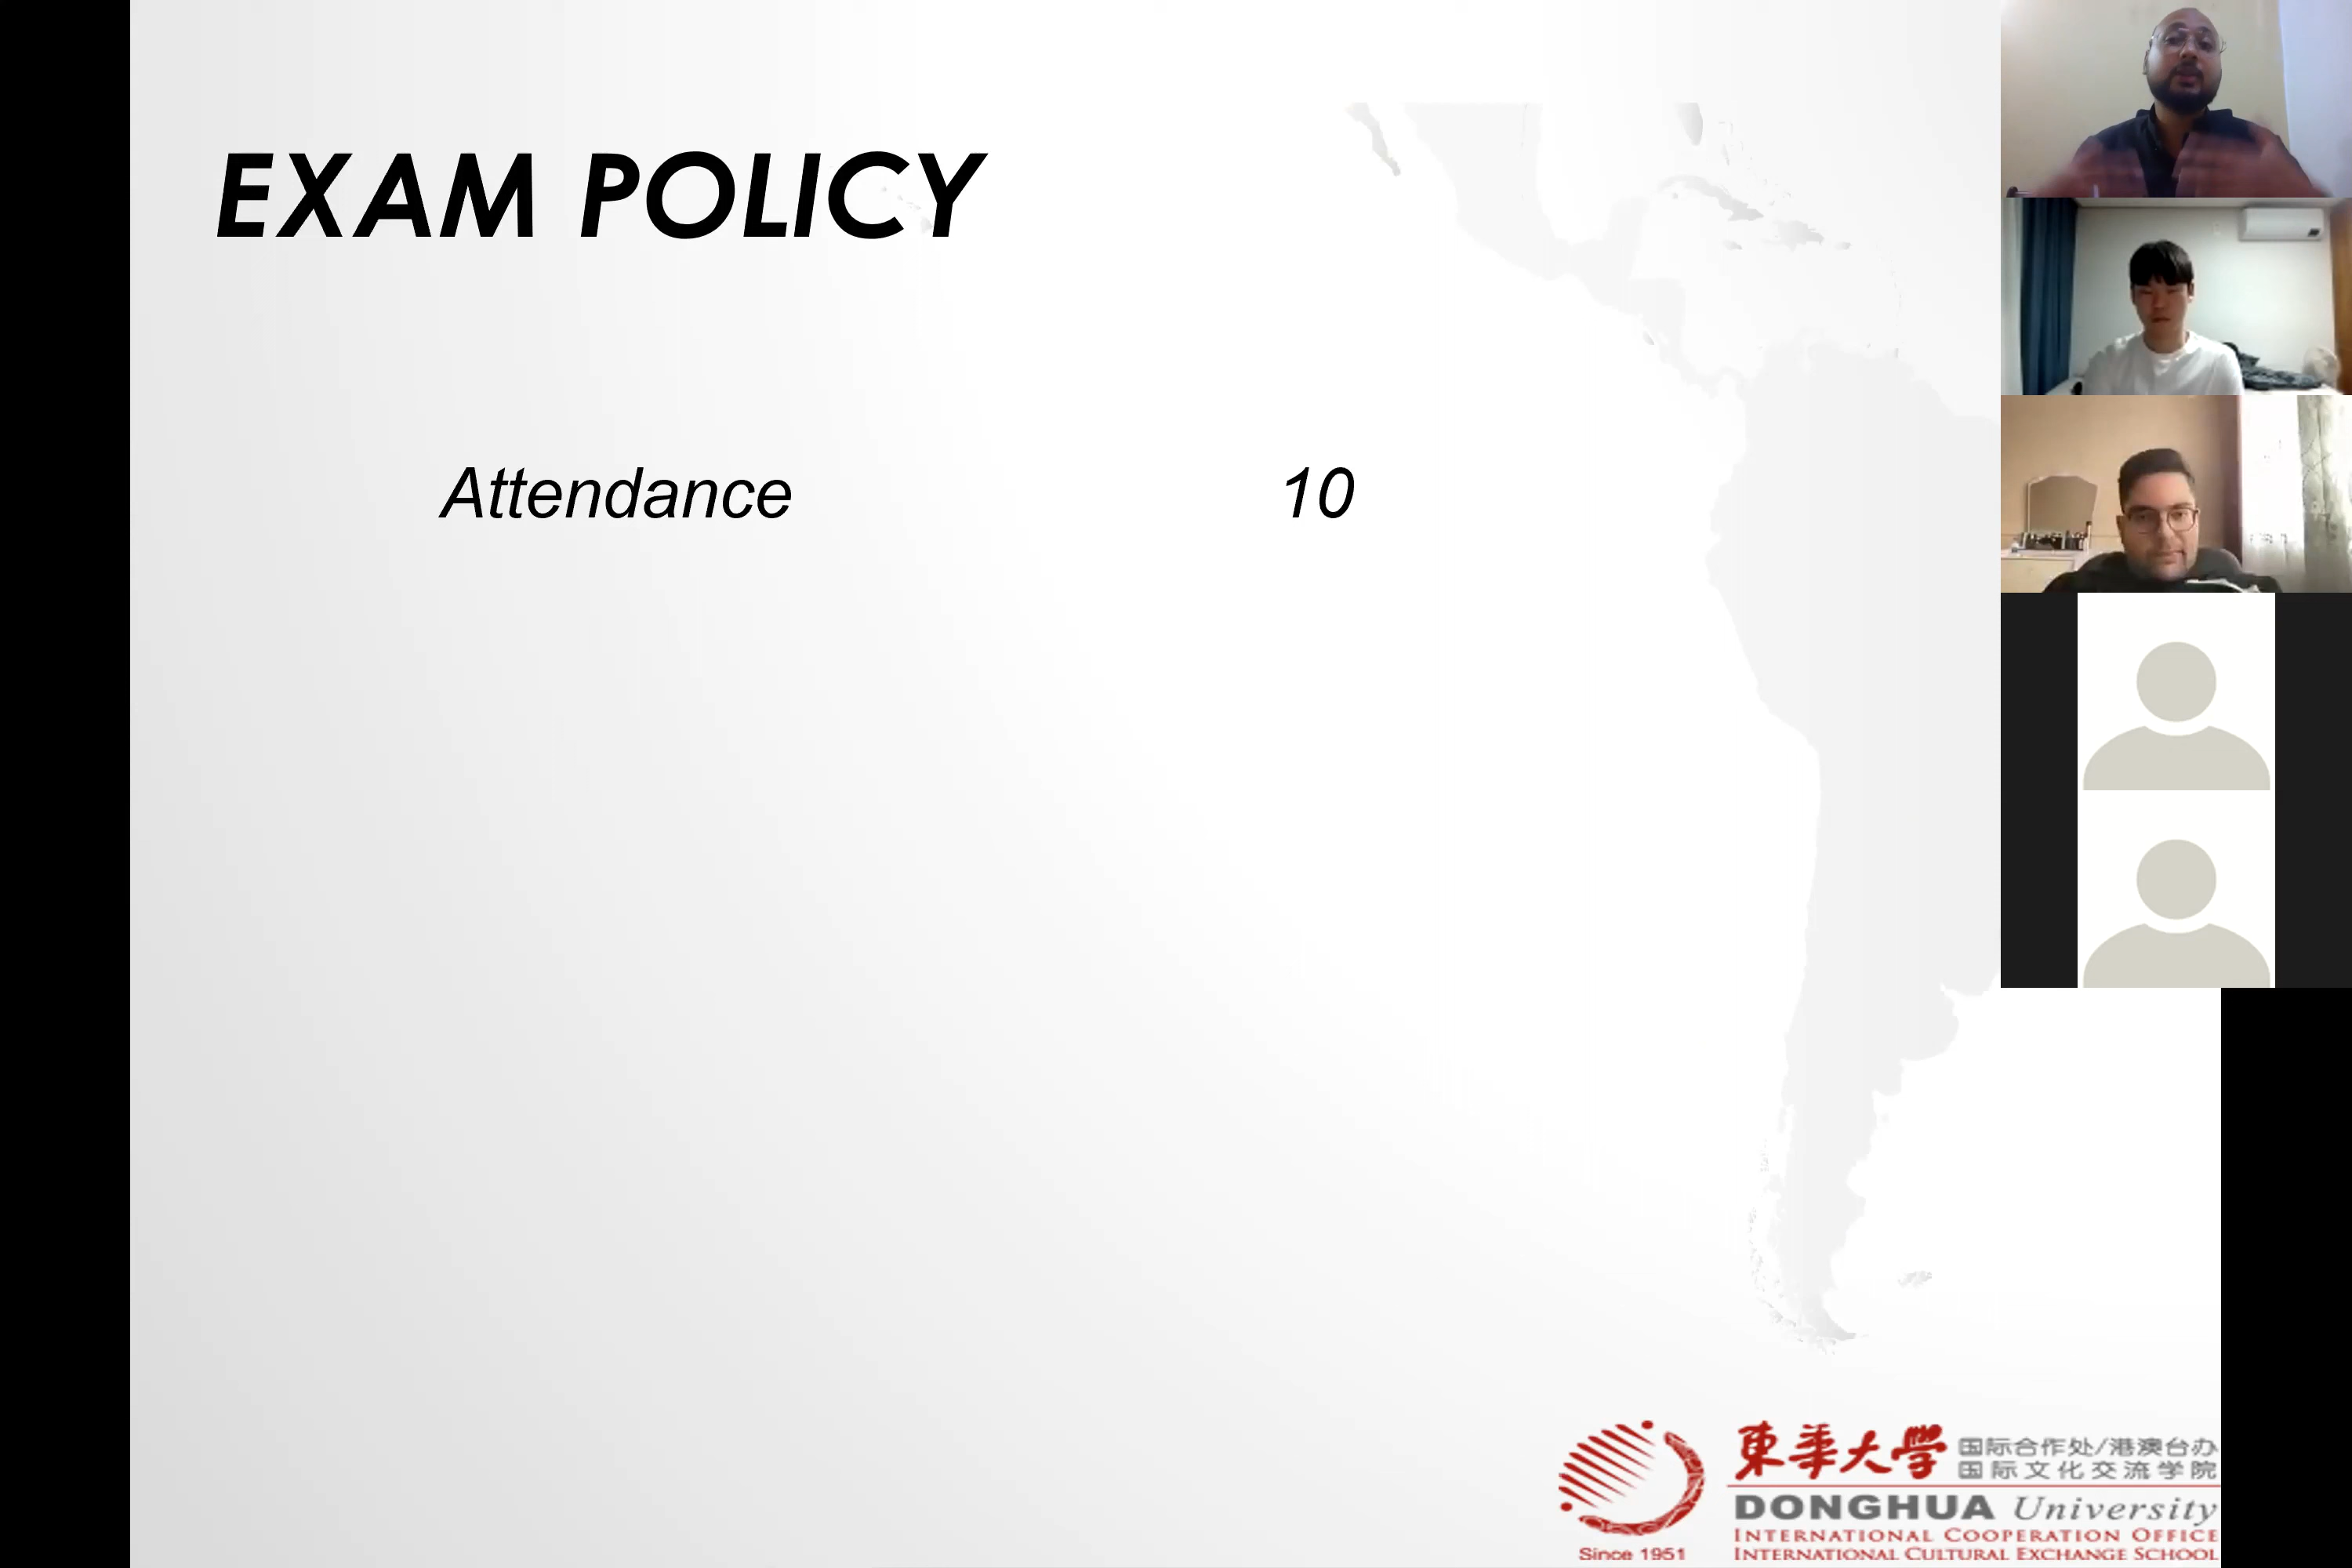 EXAM POLICY
Attendance 10
東華大學
国际合作处/港澳台办
国际文化交流学院
DONGHUA University
INTERNATIONAL COOPERATION OFFICE
INTERNATIONAL CULTURAL EXCHANGE SCHOOL
Since 1951